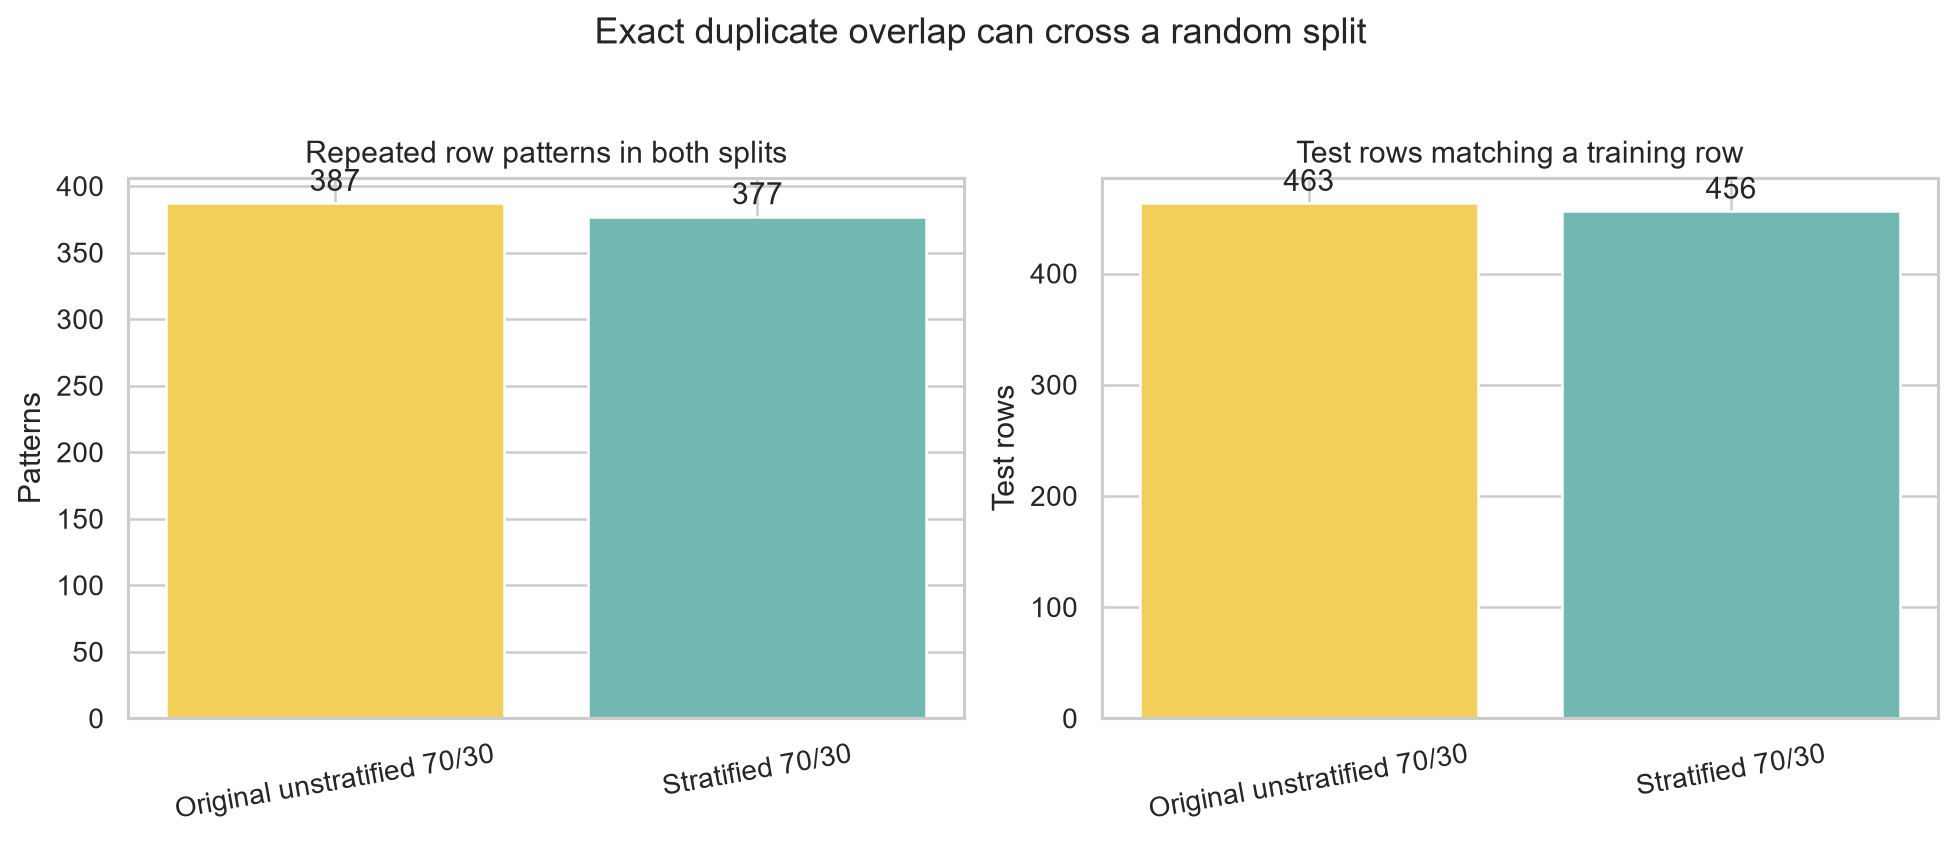 Exact duplicate overlap can cross a random split
Repeated row patterns in both splits
387
377
400
350
300
250
200
150
100
50
0
Patterns
Original unstratified 70/30
Stratified 70/30
Test rows matching a training row
463
456
400
300
200
100
0
Test rows
Original unstratified 70/30
Stratified 70/30